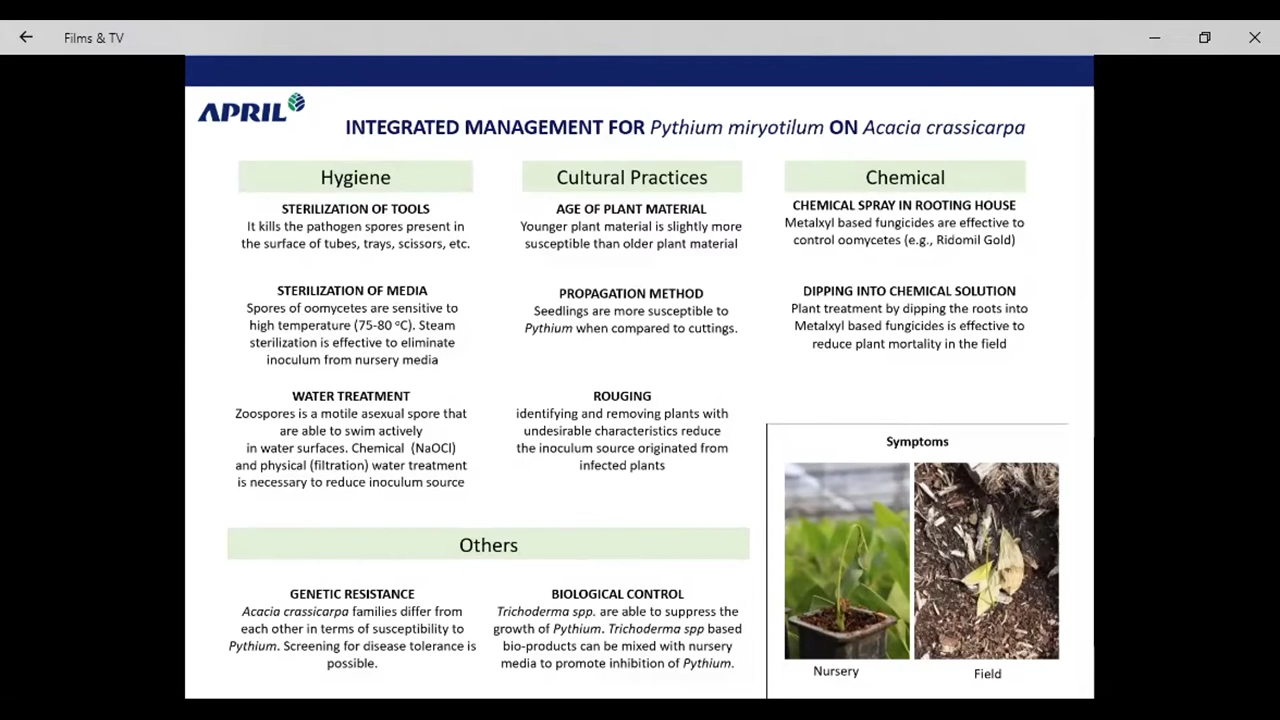 Films & TV
APRIL
INTEGRATED MANAGEMENT FOR Pythium miryotilum ON Acacia crassicarpa
Hygiene
STERILIZATION OF TOOLS
It kills the pathogen spores present in
the surface of tubes, trays, scissors, etc.
STERILIZATION OF MEDIA
Spores of oomycetes are sensitive to
high temperature (75-80 °C). Steam
sterilization is effective to eliminate
inoculum from nursery media
WATER TREATMENT
Zoospores is a motile asexual spore that
are able to swim actively
in water surfaces. Chemical (NaOCl)
and physical (filtration) water treatment
is necessary to reduce inoculum source
Cultural Practices
AGE OF PLANT MATERIAL
Younger plant material is slightly more
susceptible than older plant material
PROPAGATION METHOD
Seedlings are more susceptible to
Pythium when compared to cuttings.
ROUGING
identifying and removing plants with
undesirable characteristics reduce
the inoculum source originated from
infected plants
Chemical
CHEMICAL SPRAY IN ROOTING HOUSE
Metalxyl based fungicides are effective to
control oomycetes (e.g., Ridomil Gold)
DIPPING INTO CHEMICAL SOLUTION
Plant treatment by dipping the roots into
Metalxyl based fungicides is effective to
reduce plant mortality in the field
Others
GENETIC RESISTANCE
Acacia crassicarpa families differ from
each other in terms of susceptibility to
Pythium. Screening for disease tolerance is
possible.
BIOLOGICAL CONTROL
Trichoderma spp. are able to suppress the
growth of Pythium. Trichoderma spp based
bio-products can be mixed with nursery
media to promote inhibition of Pythium.
Symptoms
Nursery
Field